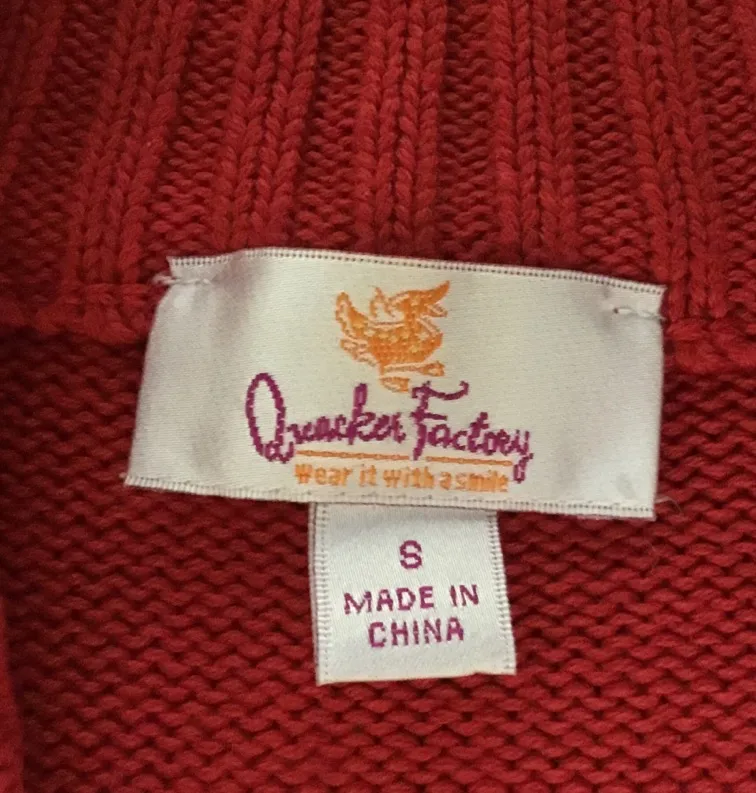 Quacker Factory
Wear it with a smile
S
MADE IN
CHINA